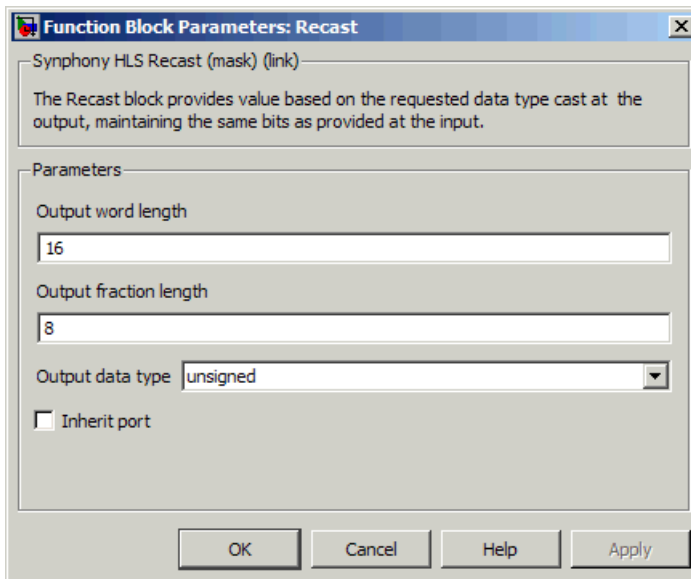 Function Block Parameters: Recast
Synphony HLS Recast (mask) (link)
The Recast block provides value based on the requested data type cast at the
output, maintaining the same bits as provided at the input.
Parameters
Output word length
16
Output fraction length
8
Output data type unsigned
Inherit port
OK Cancel Help Apply